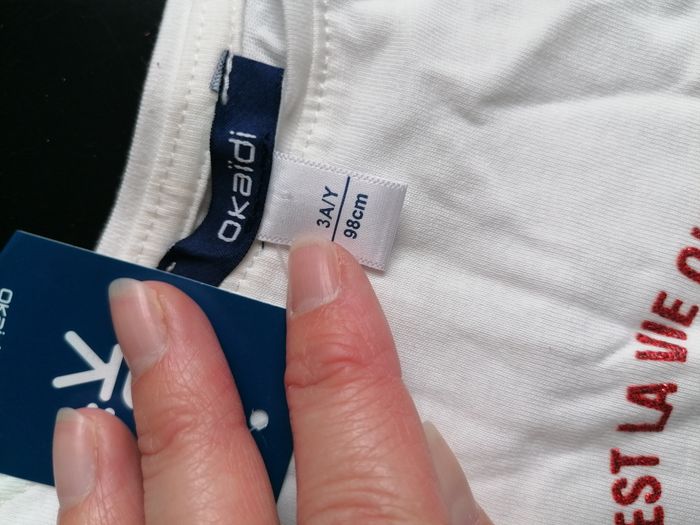 okaïdi
3A/Y
98cm
EST LA VIE